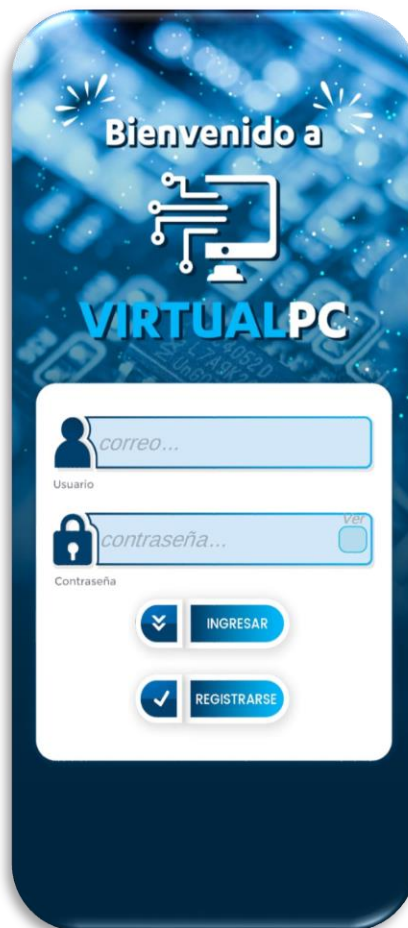 Bienvenido a
VIRTUALPC
correo...
Usuario
Ver
contraseña...
Contraseña
INGRESAR
REGISTRARSE